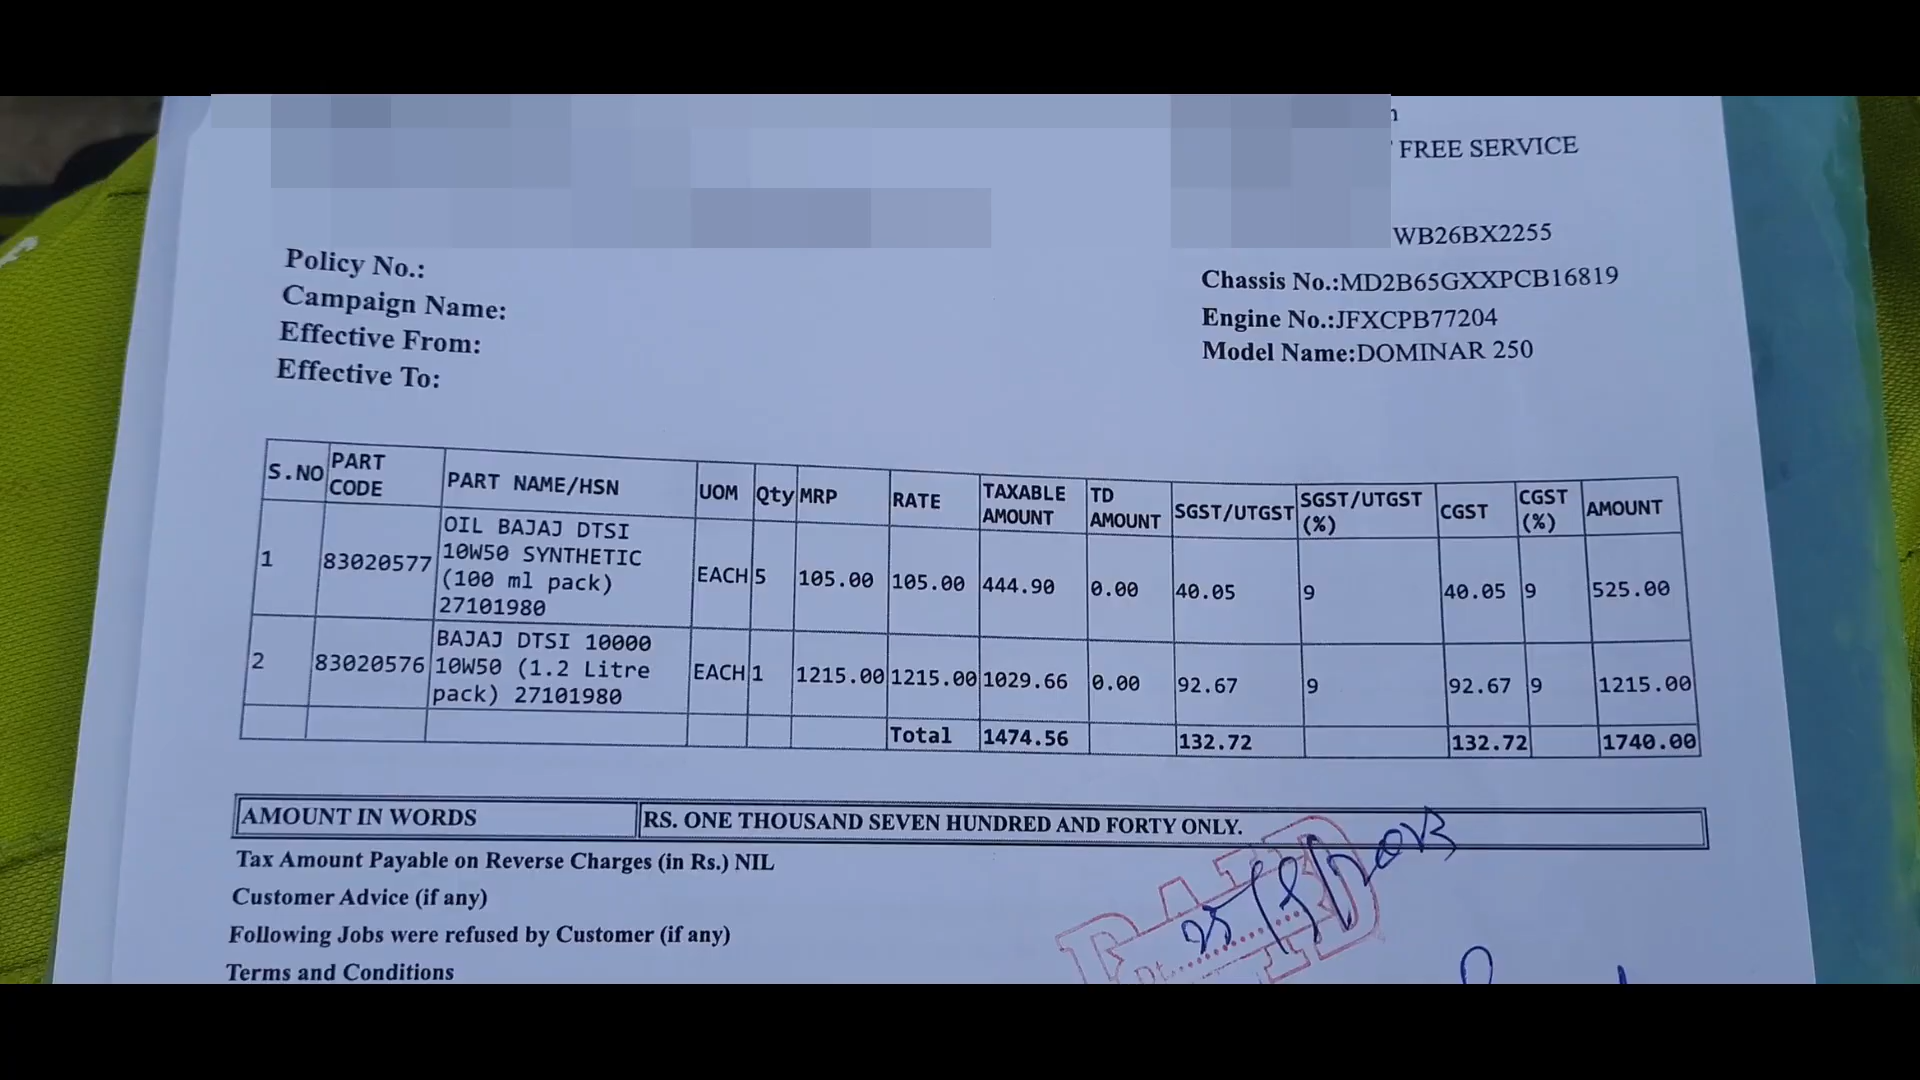 FREE SERVICE
WB26BX2255
Policy No.:
Campaign Name:
Effective From:
Effective To:
Chassis No.:MD2B65GXXPCB16819
Engine No.:JFXCPB77204
Model Name:DOMINAR 250
S.NO PART CODE PART NAME/HSN UOM Qty MRP RATE TAXABLE AMOUNT TD AMOUNT SGST/UTGST SGST/UTGST (%) CGST CGST (%) AMOUNT
1 83020577 OIL BAJAJ DTSI 10W50 SYNTHETIC (100 ml pack) 27101980 EACH 5 105.00 105.00 444.90 0.00 40.05 9 40.05 9 525.00
2 83020576 BAJAJ DTSI 10000 10W50 (1.2 Litre pack) 27101980 EACH 1 1215.00 1215.00 1029.66 0.00 92.67 9 92.67 9 1215.00
Total 1474.56 132.72 132.72 1740.00
AMOUNT IN WORDS RS. ONE THOUSAND SEVEN HUNDRED AND FORTY ONLY.
Tax Amount Payable on Reverse Charges (in Rs.) NIL
Customer Advice (if any)
Following Jobs were refused by Customer (if any)
Terms and Conditions
PAID
Dt.